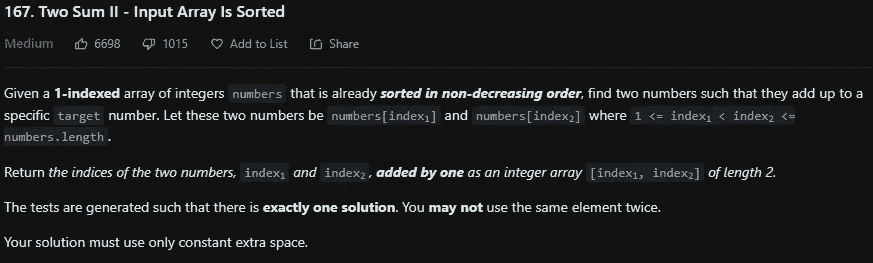 167. Two Sum II - Input Array Is Sorted
Medium 6698 1015 Add to List Share
Given a 1-indexed array of integers numbers that is already sorted in non-decreasing order, find two numbers such that they add up to a
specific target number. Let these two numbers be numbers[index₁] and numbers[index₂] where 1 <= index₁ < index₂ <=
numbers.length.
Return the indices of the two numbers, index₁ and index₂, added by one as an integer array [index₁, index₂] of length 2.
The tests are generated such that there is exactly one solution. You may not use the same element twice.
Your solution must use only constant extra space.